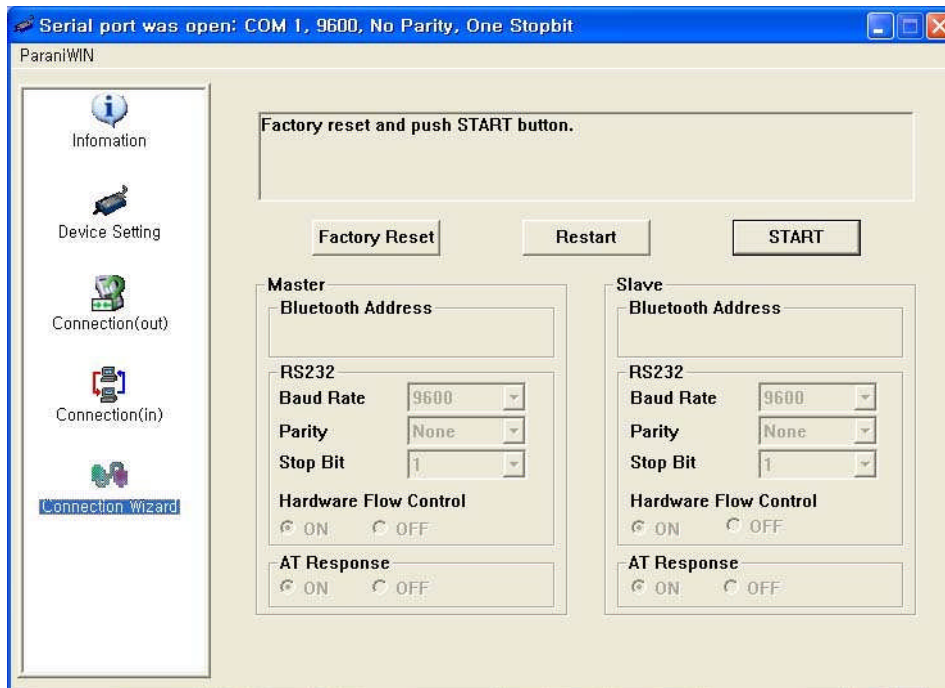 Serial port was open: COM 1, 9600, No Parity, One Stopbit
ParaniWIN
Infomation
Device Setting
Connection(out)
Connection(in)
Connection Wizard
Factory reset and push START button.
Factory Reset
Restart
START
Master
Bluetooth Address
RS232
Baud Rate 9600
Parity None
Stop Bit 1
Hardware Flow Control
ON OFF
AT Response
ON OFF
Slave
Bluetooth Address
RS232
Baud Rate 9600
Parity None
Stop Bit 1
Hardware Flow Control
ON OFF
AT Response
ON OFF